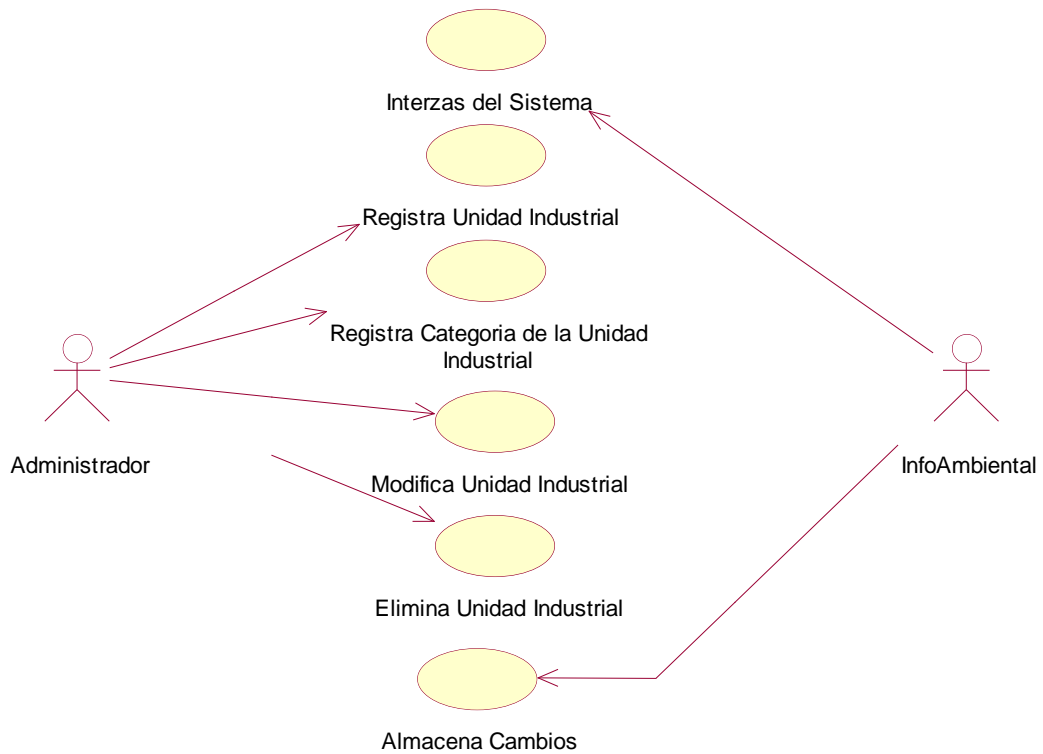 Interzas del Sistema
Registra Unidad Industrial
Registra Categoria de la Unidad
Industrial
Administrador
InfoAmbiental
Modifica Unidad Industrial
Elimina Unidad Industrial
Almacena Cambios